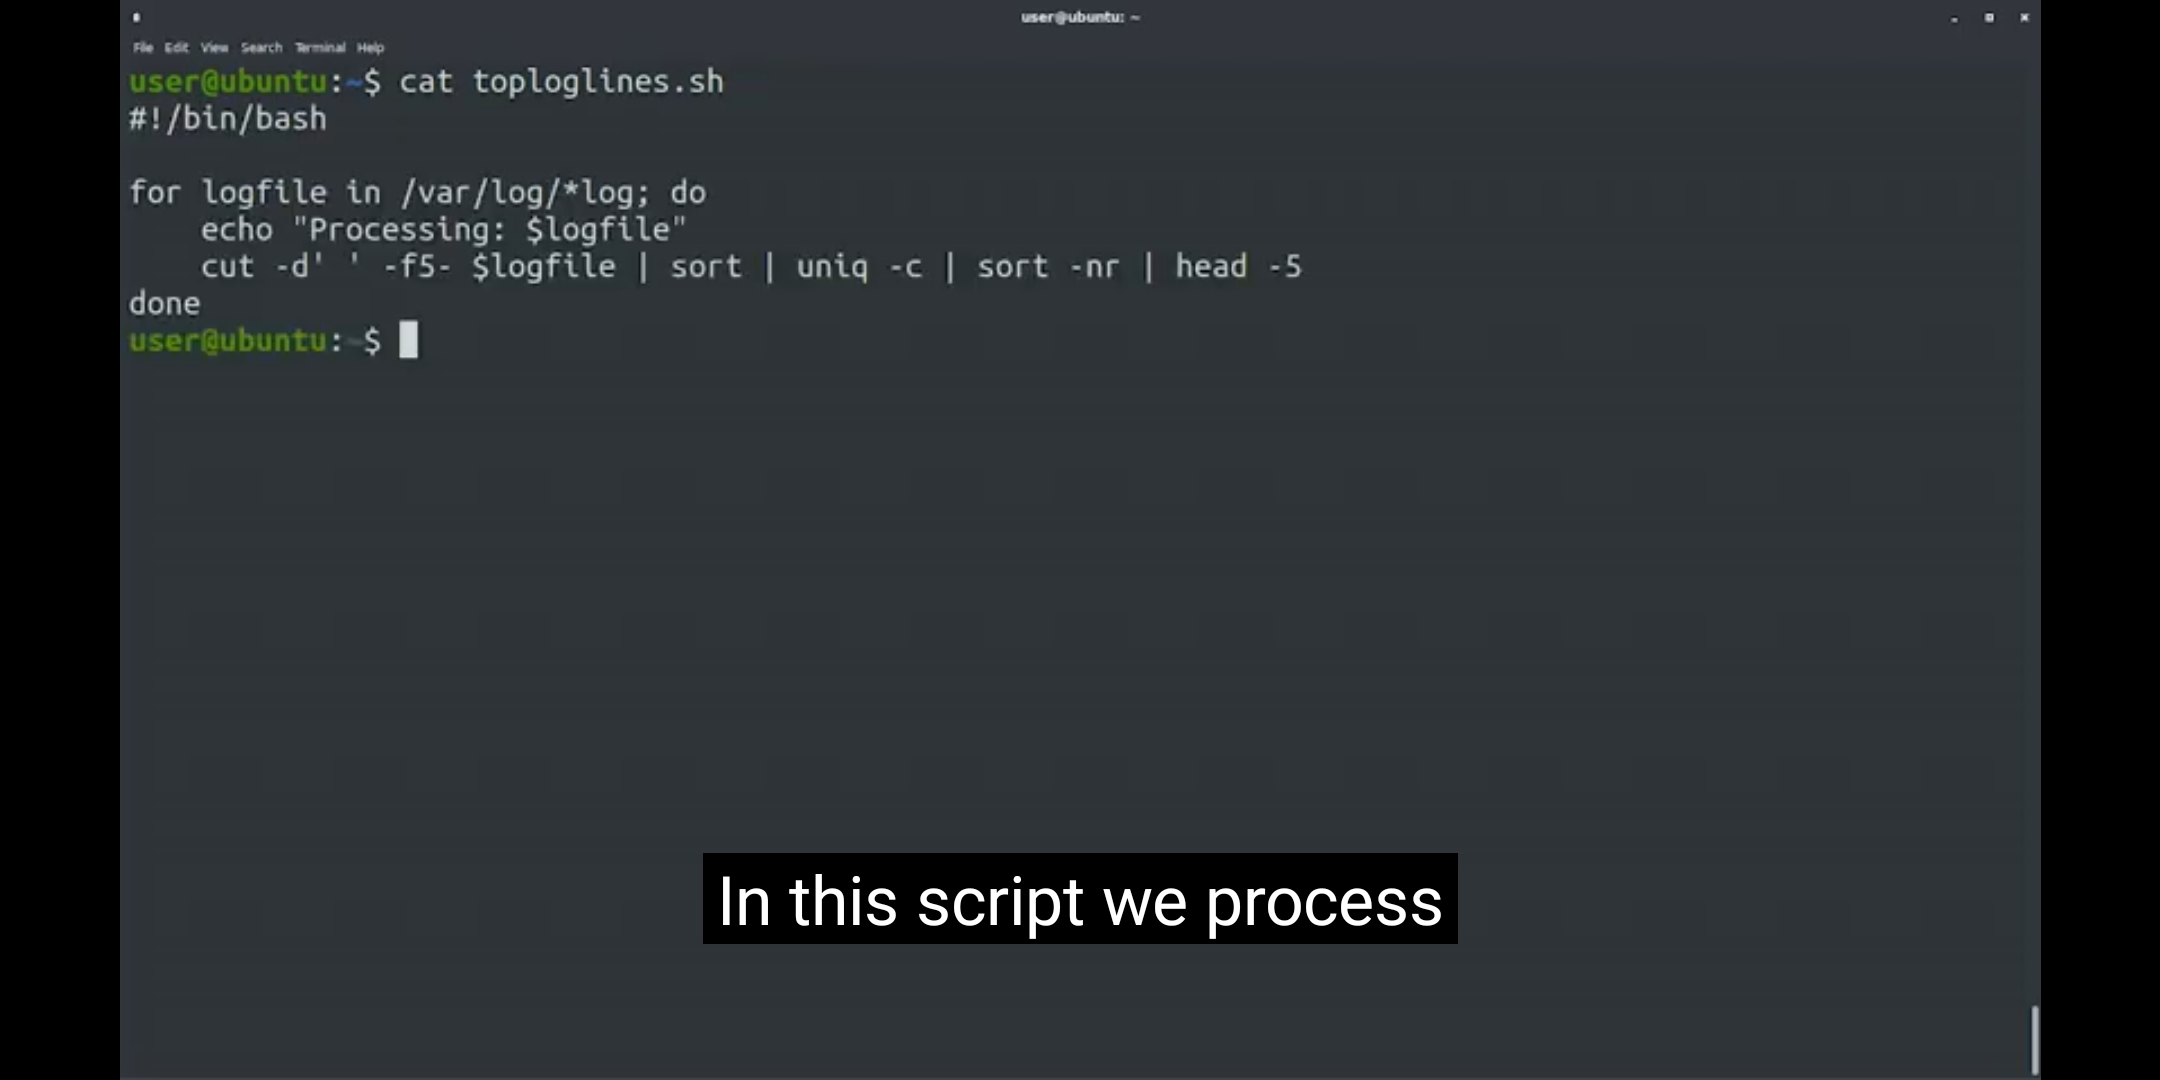 user@ubuntu: ~
File Edit View Search Terminal Help
user@ubuntu:~$ cat toploglines.sh
#!/bin/bash

for logfile in /var/log/*log; do
    echo "Processing: $logfile"
    cut -d' ' -f5- $logfile | sort | uniq -c | sort -nr | head -5
done
user@ubuntu:~$
In this script we process